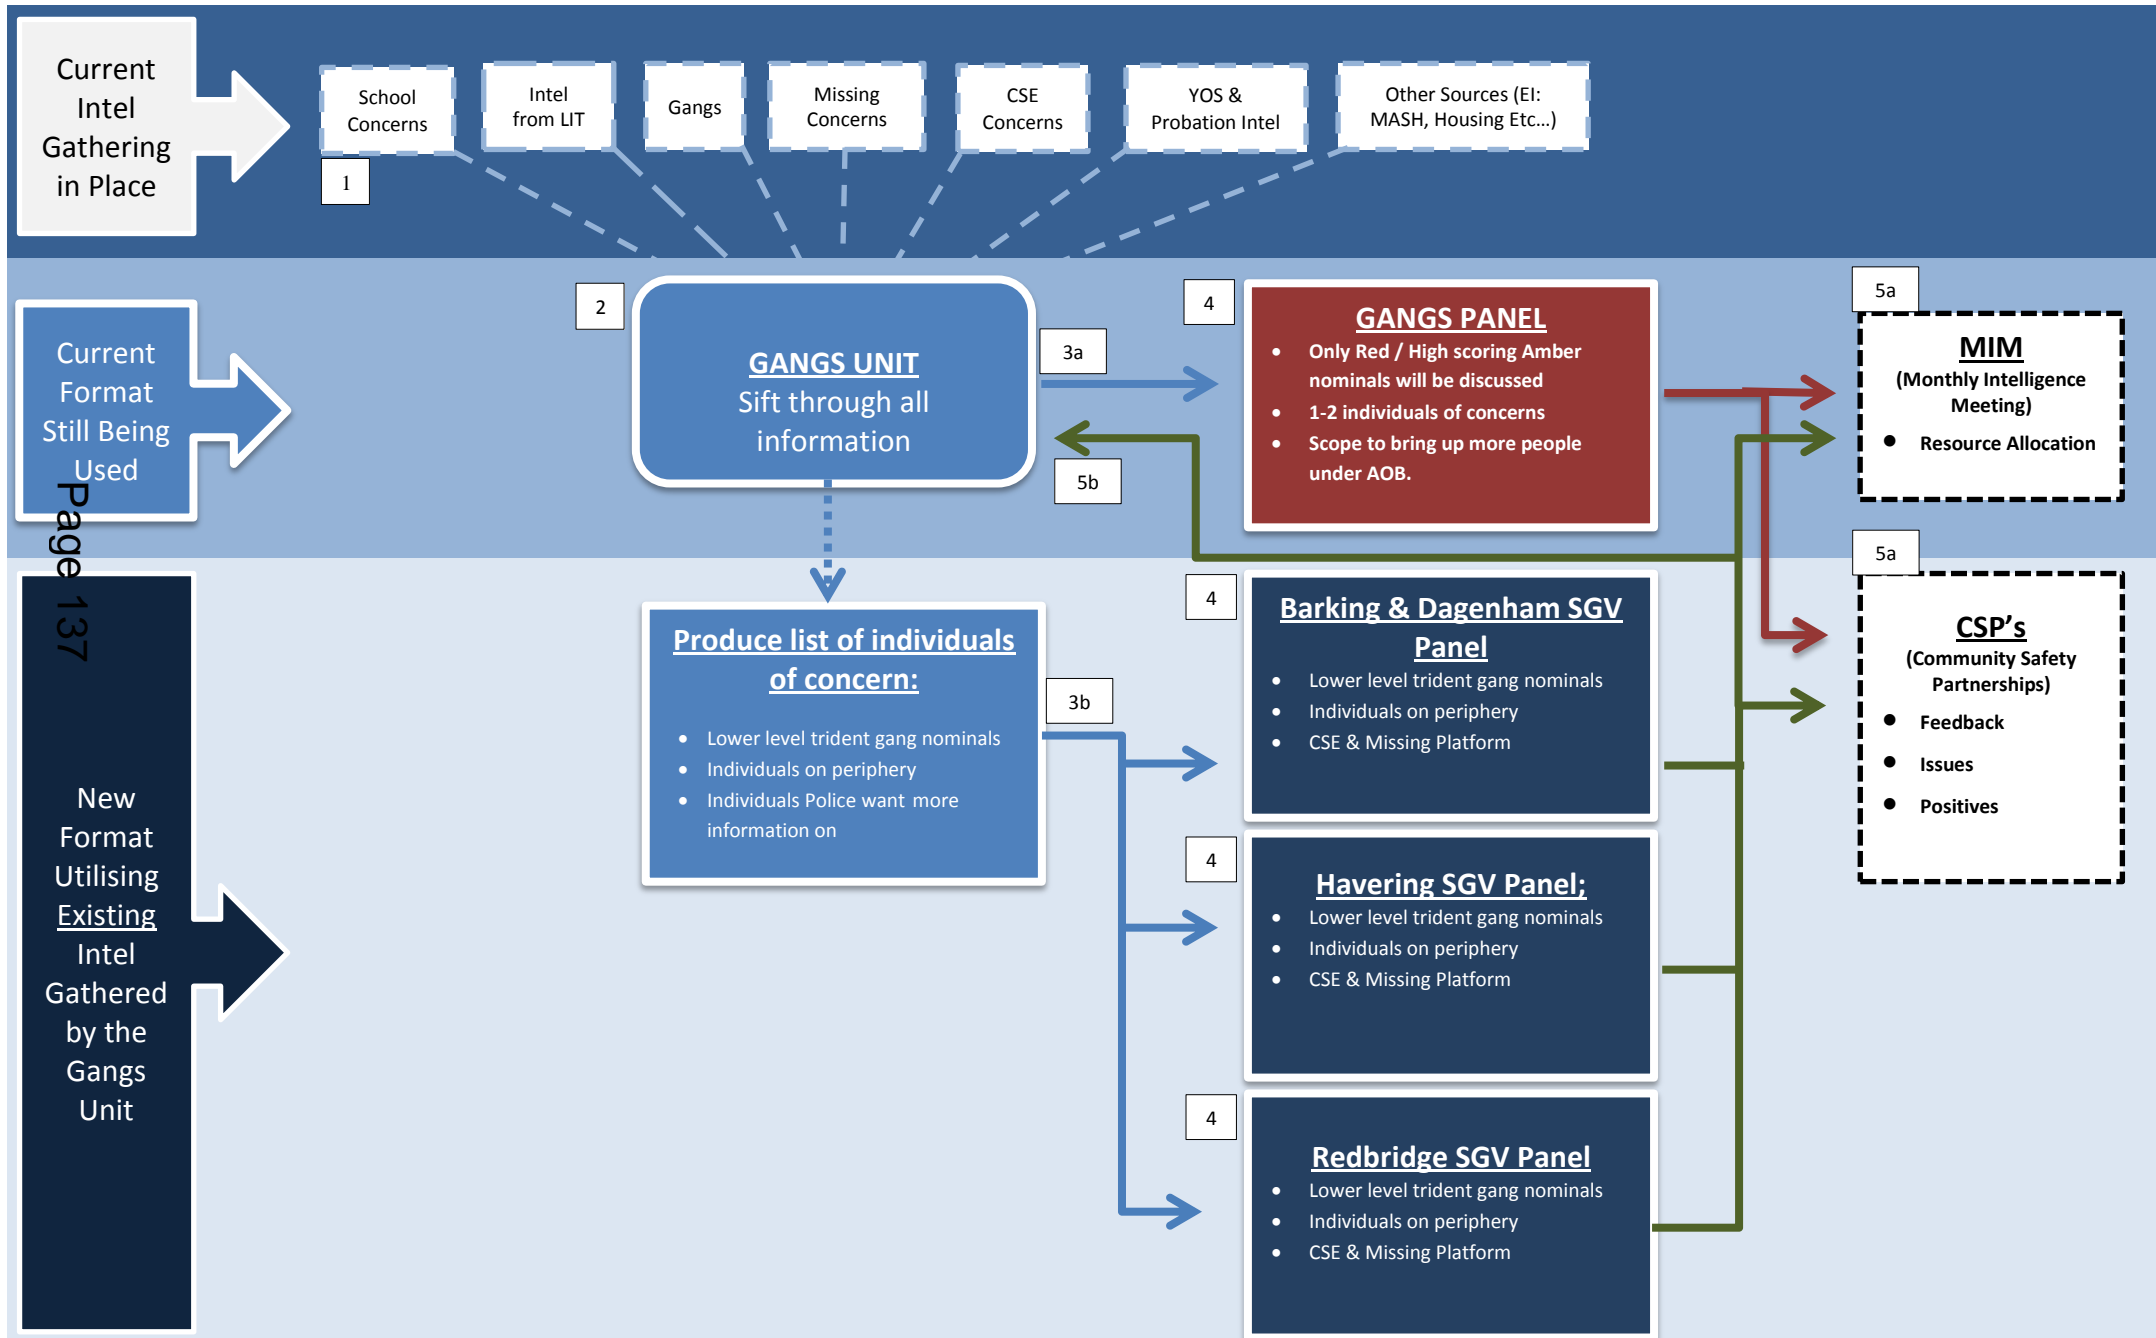 Current
Intel
Gathering
in Place
School
Concerns
Intel
from LIT
Gangs
Missing
Concerns
CSE
Concerns
YOS &
Probation Intel
Other Sources (EI:
MASH, Housing Etc...)
1
Current
Format
Still Being
Used
2
GANGS UNIT
Sift through all
information
3a
5b
4
GANGS PANEL
• Only Red / High scoring Amber
nominals will be discussed
• 1-2 individuals of concerns
• Scope to bring up more people
under AOB.
5a
MIM
(Monthly Intelligence
Meeting)
• Resource Allocation
Page 137
New
Format
Utilising
Existing
Intel
Gathered
by the
Gangs
Unit
Produce list of individuals
of concern:
• Lower level trident gang nominals
• Individuals on periphery
• Individuals Police want more
information on
3b
4
Barking & Dagenham SGV
Panel
• Lower level trident gang nominals
• Individuals on periphery
• CSE & Missing Platform
4
Havering SGV Panel;
• Lower level trident gang nominals
• Individuals on periphery
• CSE & Missing Platform
4
Redbridge SGV Panel
• Lower level trident gang nominals
• Individuals on periphery
• CSE & Missing Platform
5a
CSP's
(Community Safety
Partnerships)
• Feedback
• Issues
• Positives